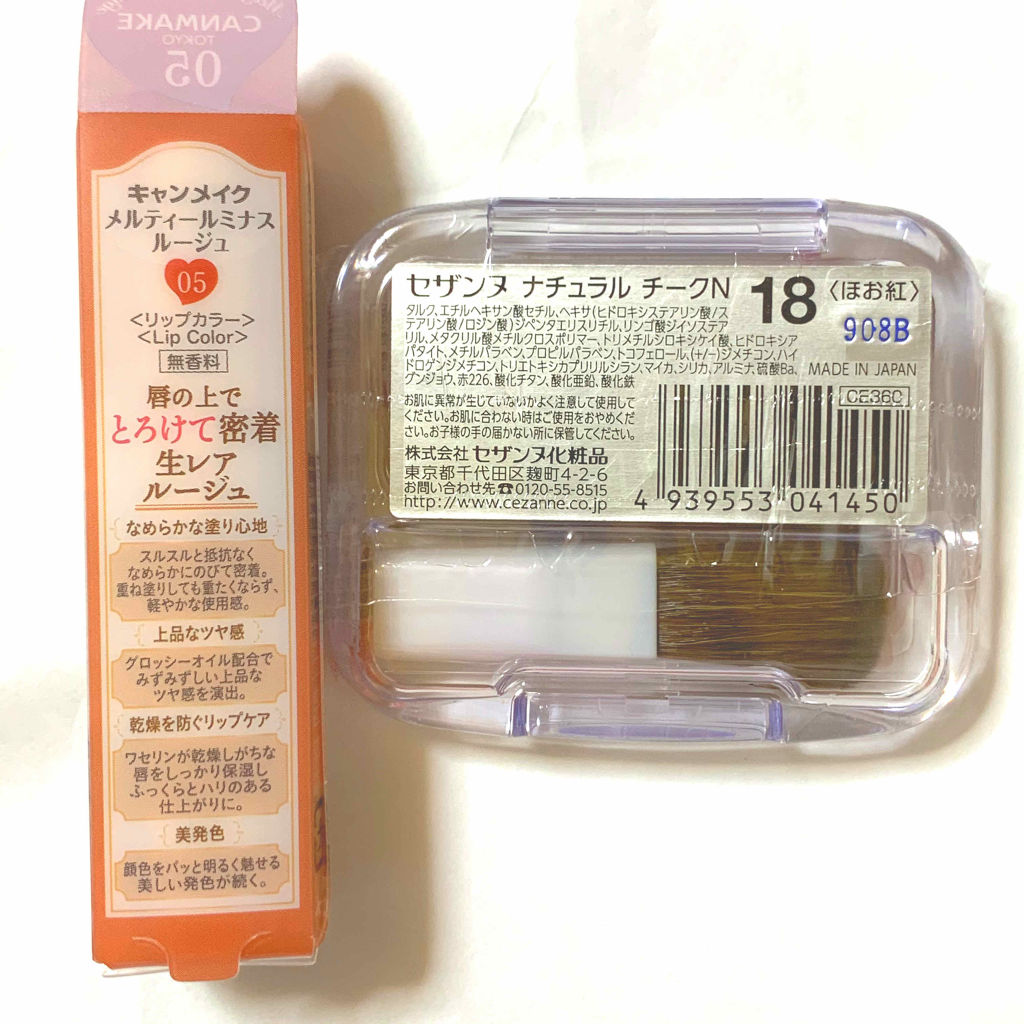 CANMAKE
TOKYO
05
キャンメイク
メルティールミナス
ルージュ
05
<リップカラー>
<Lip Color>
無香料
唇の上で
とろけて密着
生レア
ルージュ
なめらかな塗り心地
スルスルと抵抗なく
なめらかにのびて密着。
重ね塗りしても重たくならず、
軽やかな使用感。
上品なツヤ感
グロッシーオイル配合で
みずみずしい上品な
ツヤ感を演出。
乾燥を防ぐリップケア
ワセリンが乾燥しがちな
唇をしっかり保湿し
ふっくらとハリのある
仕上がりに。
美発色
顔色をパッと明るく魅せる
美しい発色が続く。
セザンヌ ナチュラル チークN 18 〈ほお紅〉
908B
タルク、エチルヘキサン酸セチル、ヘキサ(ヒドロキシステアリン酸/ス
テアリン酸/ロジン酸)ジペンタエリスリチル、リンゴ酸ジイソステア
リル、メタクリル酸メチルクロスポリマー、トリメチルシロキシケイ酸、ヒドロキシア
パタイト、メチルパラベン、プロピルパラベン、トコフェロール、(+/−)ジメチコン、ハイ
ドロゲンジメチコン、トリエトキシカプリリルシラン、マイカ、シリカ、アルミナ、硫酸Ba、
グンジョウ、赤226、酸化チタン、酸化亜鉛、酸化鉄
MADE IN JAPAN
CE36C
お肌に異常が生じていないかよく注意して使用して
ください。お肌に合わない時はご使用をおやめくだ
さい。お子様の手の届かない所に保管してください。
株式会社 セザンヌ化粧品
東京都千代田区麹町4-2-6
お問い合わせ先☎0120-55-8515
http://www.cezanne.co.jp
4 939553 041450